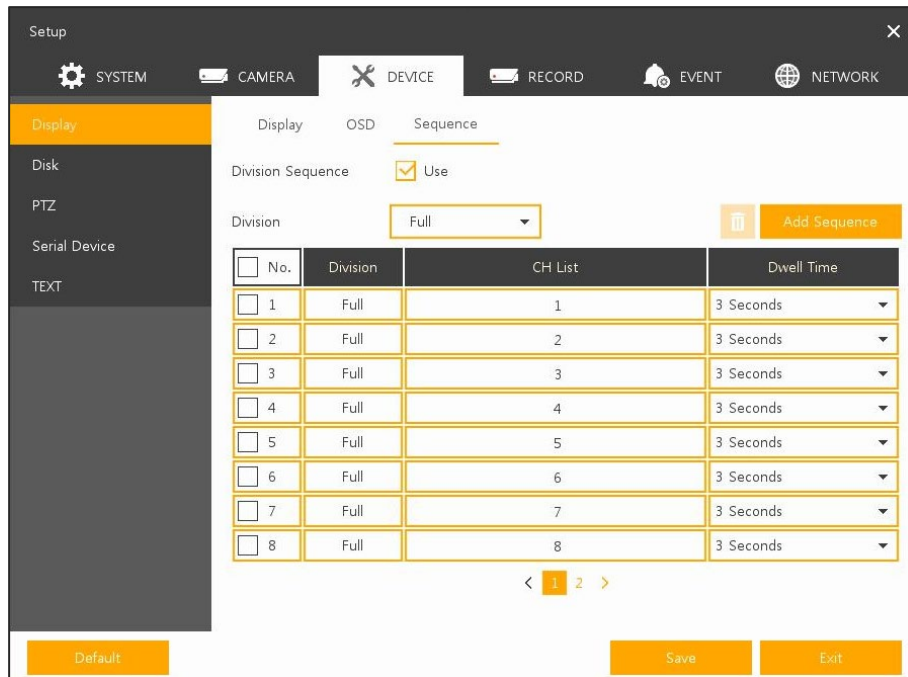 Setup
SYSTEM CAMERA DEVICE RECORD EVENT NETWORK
Display
Disk
PTZ
Serial Device
TEXT
Display OSD Sequence
Division Sequence Use
Division Full Add Sequence
No. Division CH List Dwell Time
1 Full 1 3 Seconds
2 Full 2 3 Seconds
3 Full 3 3 Seconds
4 Full 4 3 Seconds
5 Full 5 3 Seconds
6 Full 6 3 Seconds
7 Full 7 3 Seconds
8 Full 8 3 Seconds
< 1 2 >
Default Save Exit